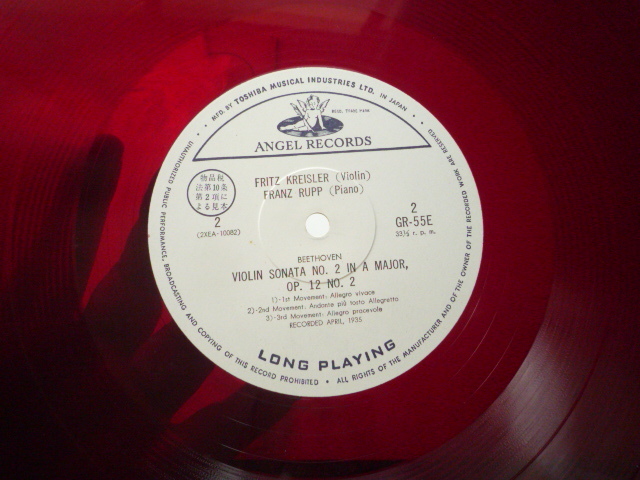 MFD. BY TOSHIBA MUSICAL INDUSTRIES LTD. IN JAPAN.
REGD. TRADE MARK
ANGEL RECORDS
FRITZ KREISLER (Violin)
FRANZ RUPP (Piano)
物品税
法第10条
第2項に
よる見本
2
(2XEA-10082)
2
GR-55E
33⅓ r. p. m.
BEETHOVEN
VIOLIN SONATA NO. 2 IN A MAJOR,
OP. 12 NO. 2
1)-1st Movement: Allegro vivace
2)-2nd Movement: Andante più tosto Allegretto
3)-3rd Movement: Allegro piacevole
RECORDED APRIL, 1935
LONG PLAYING
UNAUTHORIZED PUBLIC PERFORMANCE, BROADCASTING AND COPYING OF THIS RECORD PROHIBITED • ALL RIGHTS OF THE MANUFACTURER AND OF THE OWNER OF THE RECORDED WORK ARE RESERVED.